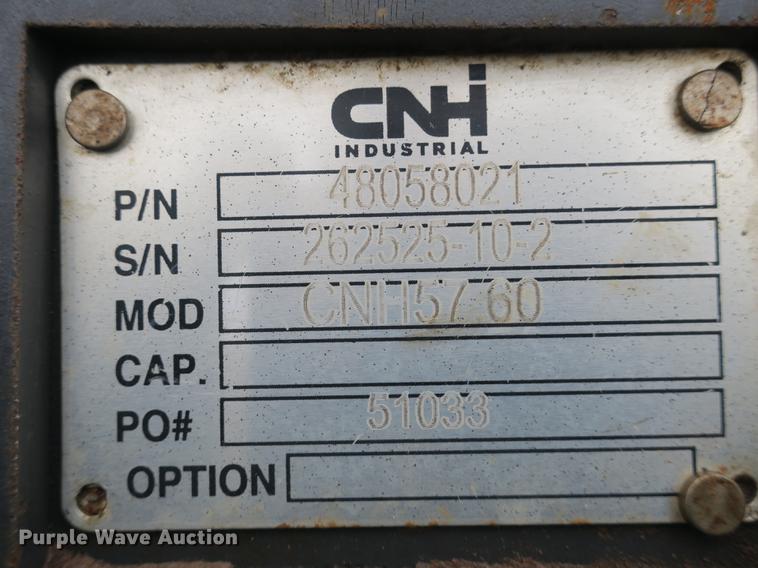 CNH
INDUSTRIAL
P/N 48058021
S/N 262525-10-2
MOD CNH57.60
CAP.
PO# 51033
OPTION
Purple Wave Auction